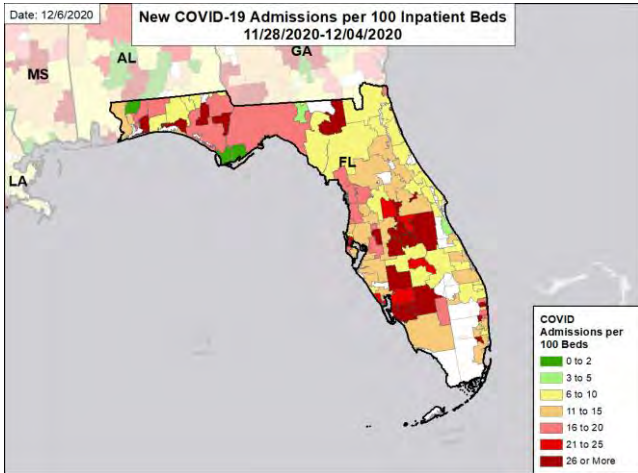 Date: 12/6/2020
New COVID-19 Admissions per 100 Inpatient Beds
11/28/2020-12/04/2020
GA
AL
MS
FL
LA
COVID
Admissions per
100 Beds
0 to 2
3 to 5
6 to 10
11 to 15
16 to 20
21 to 25
26 or More